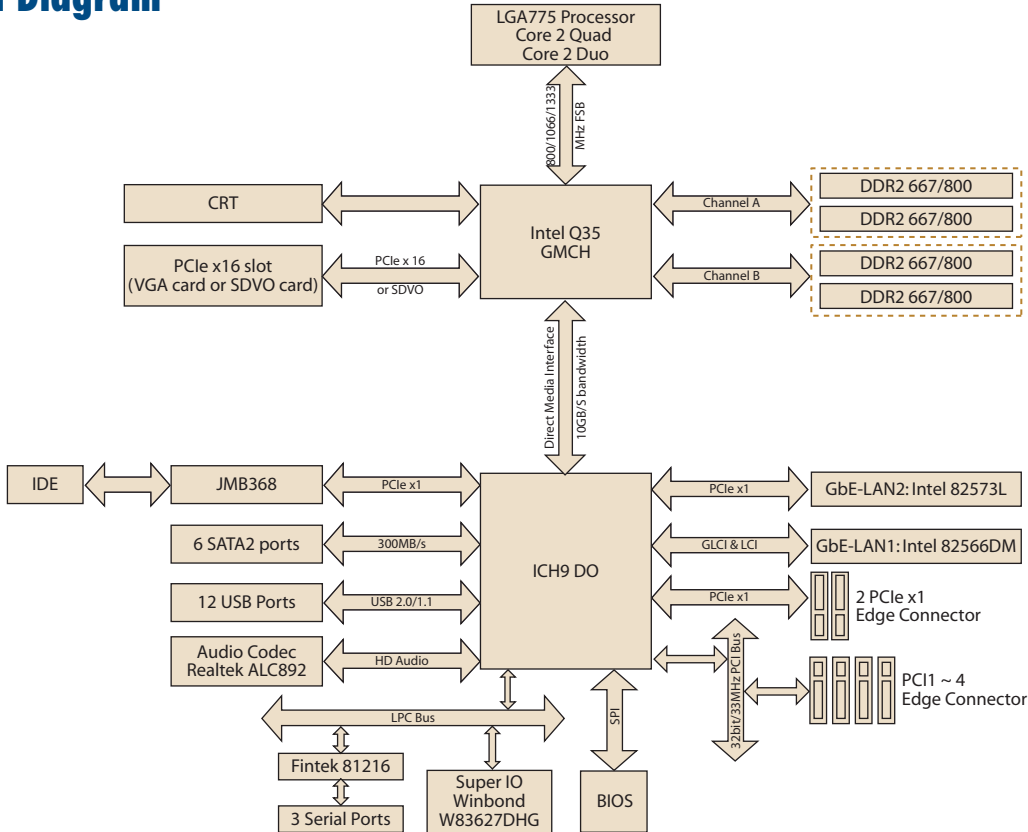 Diagram
LGA775 Processor
Core 2 Quad
Core 2 Duo
800/1066/1333
MHz FSB
CRT
Intel Q35
GMCH
Channel A
DDR2 667/800
DDR2 667/800
PCIe x16 slot
(VGA card or SDVO card)
PCIe x 16
or SDVO
Channel B
DDR2 667/800
DDR2 667/800
Direct Media Interface
10GB/S bandwidth
IDE
JMB368
PCIe x1
ICH9 DO
PCIe x1
GbE-LAN2: Intel 82573L
6 SATA2 ports
300MB/s
GLCI & LCI
GbE-LAN1: Intel 82566DM
12 USB Ports
USB 2.0/1.1
PCIe x1
2 PCIe x1
Edge Connector
Audio Codec
Realtek ALC892
HD Audio
32bit/33MHz PCI Bus
PCI1 ~ 4
Edge Connector
LPC Bus
SPI
Fintek 81216
3 Serial Ports
Super IO
Winbond
W83627DHG
BIOS